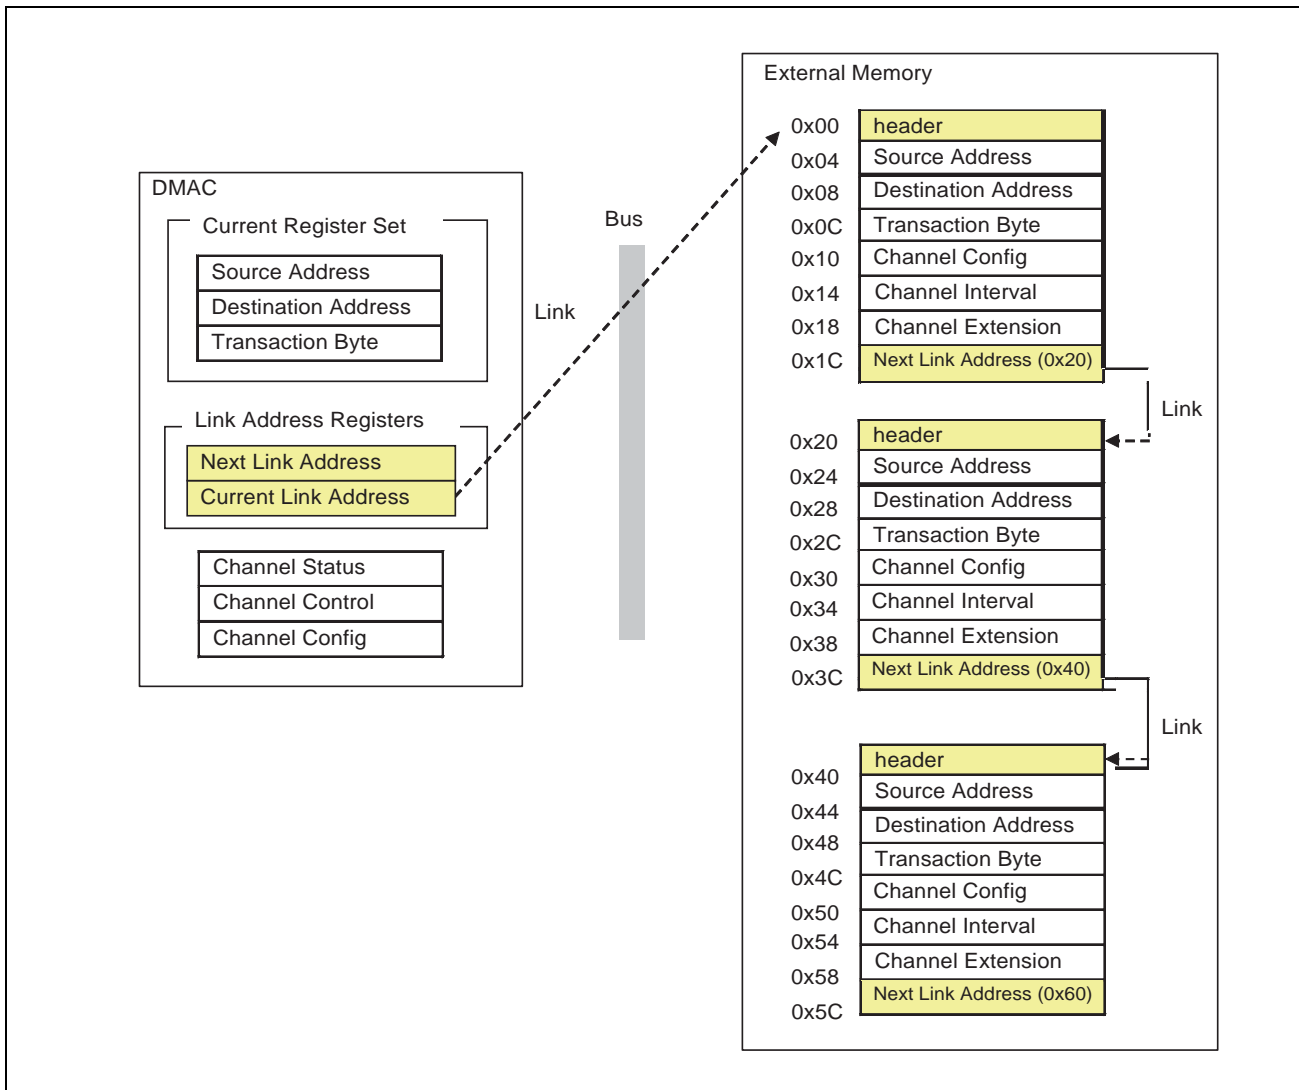 DMAC
Current Register Set
Source Address
Destination Address
Transaction Byte
Link Address Registers
Next Link Address
Current Link Address
Channel Status
Channel Control
Channel Config
Link
Bus
External Memory
0x00 header
0x04 Source Address
0x08 Destination Address
0x0C Transaction Byte
0x10 Channel Config
0x14 Channel Interval
0x18 Channel Extension
0x1C Next Link Address (0x20)
Link
0x20 header
0x24 Source Address
0x28 Destination Address
0x2C Transaction Byte
0x30 Channel Config
0x34 Channel Interval
0x38 Channel Extension
0x3C Next Link Address (0x40)
Link
0x40 header
0x44 Source Address
0x48 Destination Address
0x4C Transaction Byte
0x50 Channel Config
0x54 Channel Interval
0x58 Channel Extension
0x5C Next Link Address (0x60)